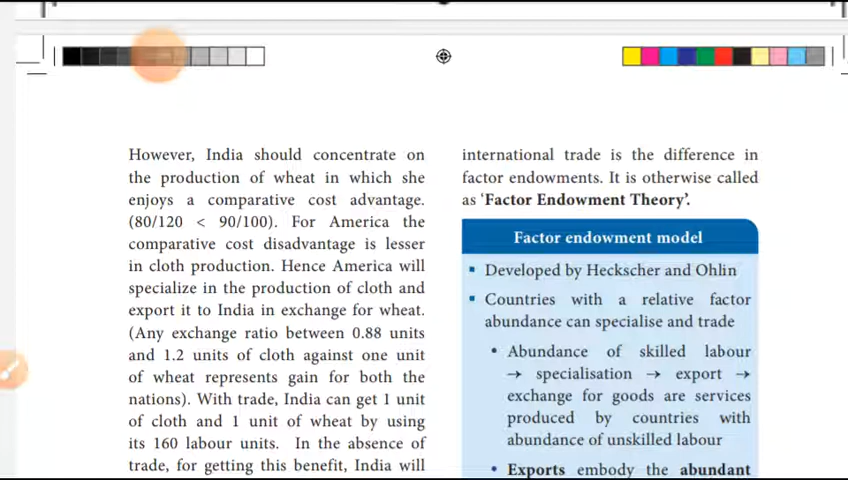 However, India should concentrate on
the production of wheat in which she
enjoys a comparative cost advantage.
(80/120 < 90/100). For America the
comparative cost disadvantage is lesser
in cloth production. Hence America will
specialize in the production of cloth and
export it to India in exchange for wheat.
(Any exchange ratio between 0.88 units
and 1.2 units of cloth against one unit
of wheat represents gain for both the
nations). With trade, India can get 1 unit
of cloth and 1 unit of wheat by using
its 160 labour units. In the absence of
trade, for getting this benefit, India will
international trade is the difference in
factor endowments. It is otherwise called
as ‘Factor Endowment Theory’.
Factor endowment model
▪ Developed by Heckscher and Ohlin
▪ Countries with a relative factor
abundance can specialise and trade
• Abundance of skilled labour
→ specialisation → export →
exchange for goods are services
produced by countries with
abundance of unskilled labour
• Exports embody the abundant